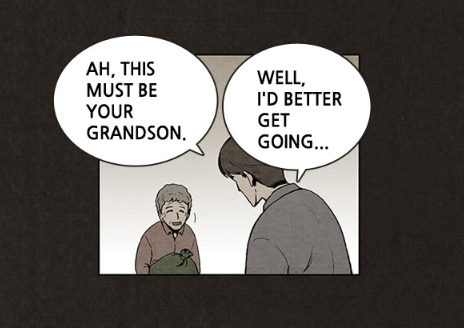 AH, THIS
MUST BE
YOUR
GRANDSON.
WELL,
I'D BETTER
GET
GOING...